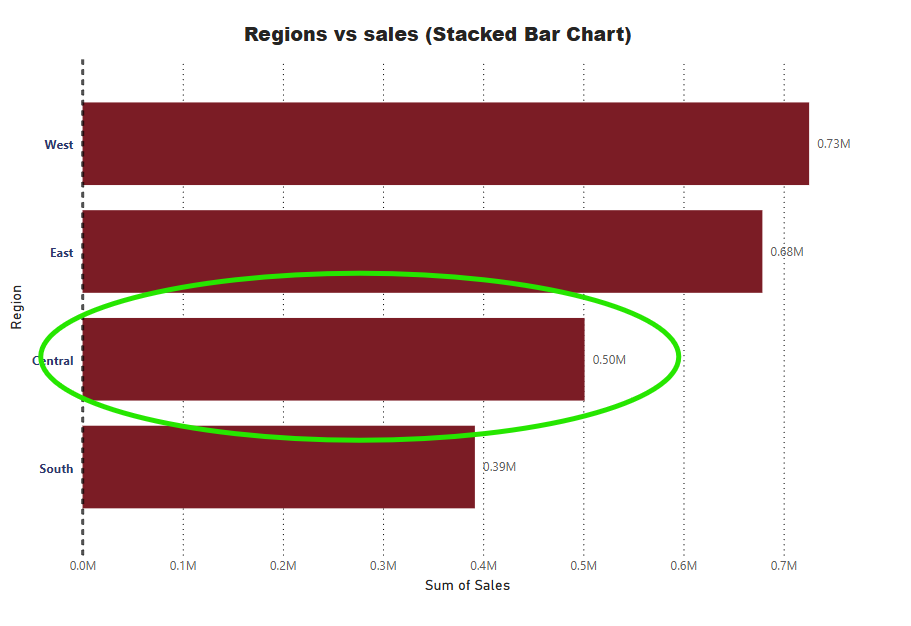 Regions vs sales (Stacked Bar Chart)
West
0.73M
East
0.68M
Region
Central
0.50M
South
0.39M
0.0M 0.1M 0.2M 0.3M 0.4M 0.5M 0.6M 0.7M
Sum of Sales